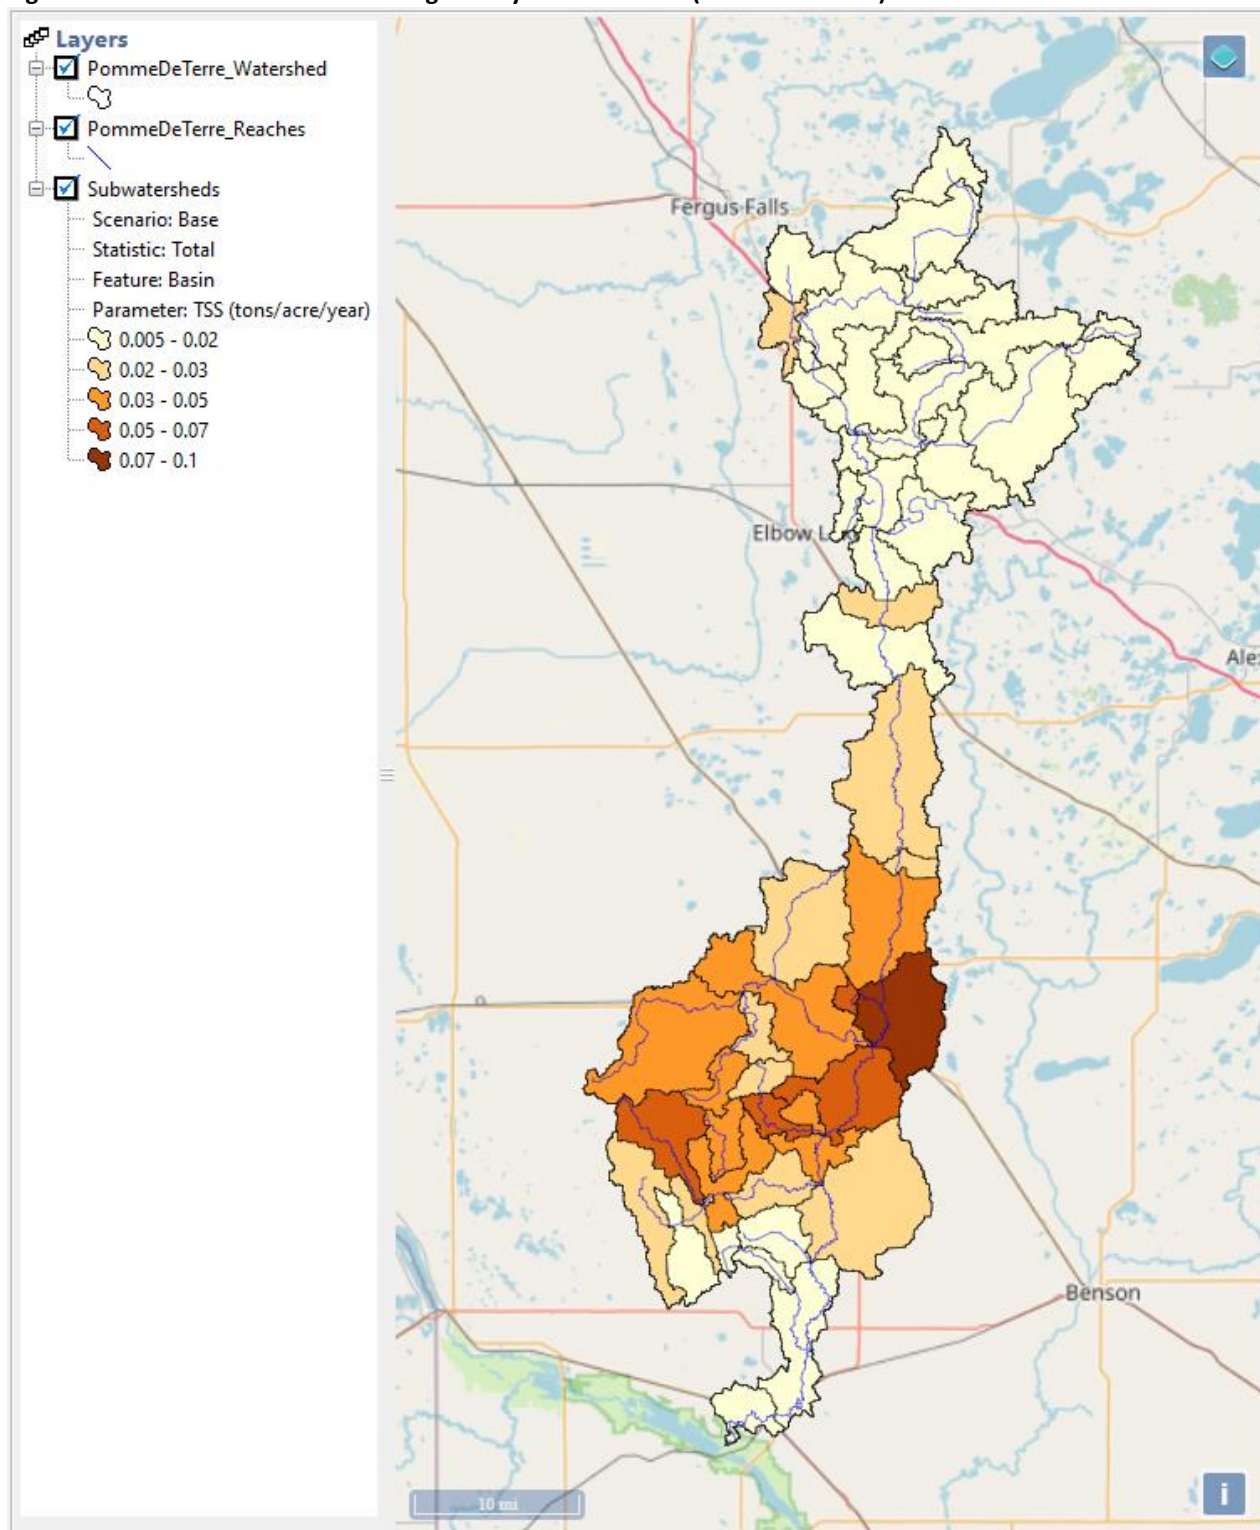 Layers
PommeDeTerre_Watershed
PommeDeTerre_Reaches
Subwatersheds
Scenario: Base
Statistic: Total
Feature: Basin
Parameter: TSS (tons/acre/year)
0.005 - 0.02
0.02 - 0.03
0.03 - 0.05
0.05 - 0.07
0.07 - 0.1
Fergus Falls
Elbow
Ale
Benson
10 mi
i